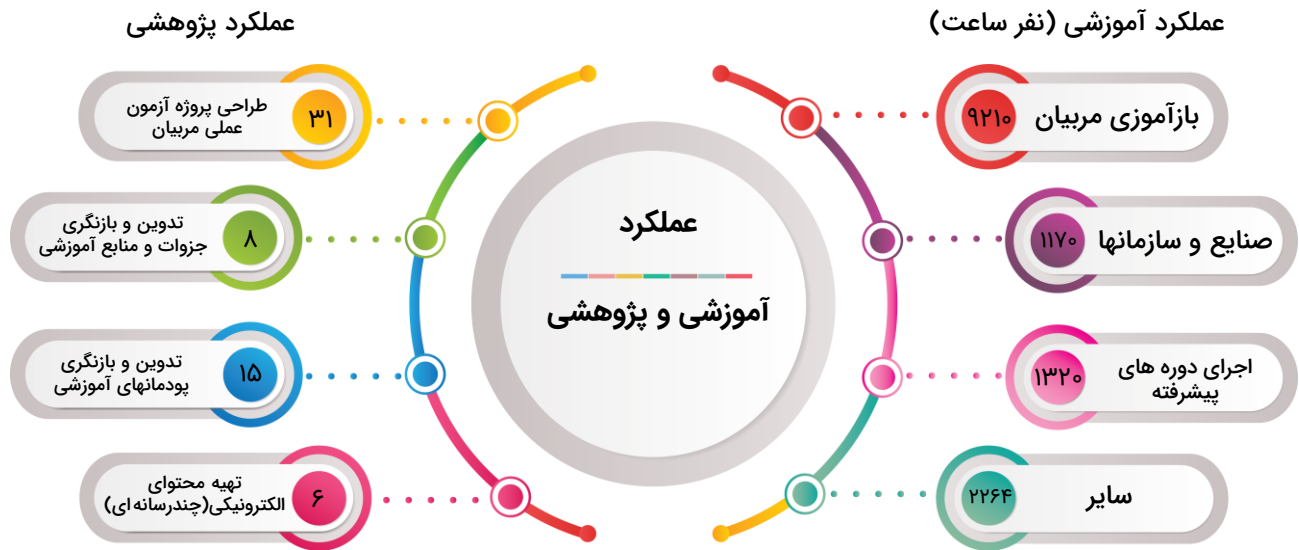 عملکرد آموزشی (نفر ساعت)
۹۲۱۰
بازآموزی مربیان
۱۱۷۰
صنایع و سازمانها
۱۳۲۰
اجرای دوره های
پیشرفته
۲۲۶۴
سایر
عملکرد
آموزشی و پژوهشی
عملکرد پژوهشی
۳۱
طراحی پروژه آزمون
عملی مربیان
۸
تدوین و بازنگری
جزوات و منابع آموزشی
۱۵
تدوین و بازنگری
پودمانهای آموزشی
۶
تهیه محتوای
الکترونیکی(چندرسانه ای)